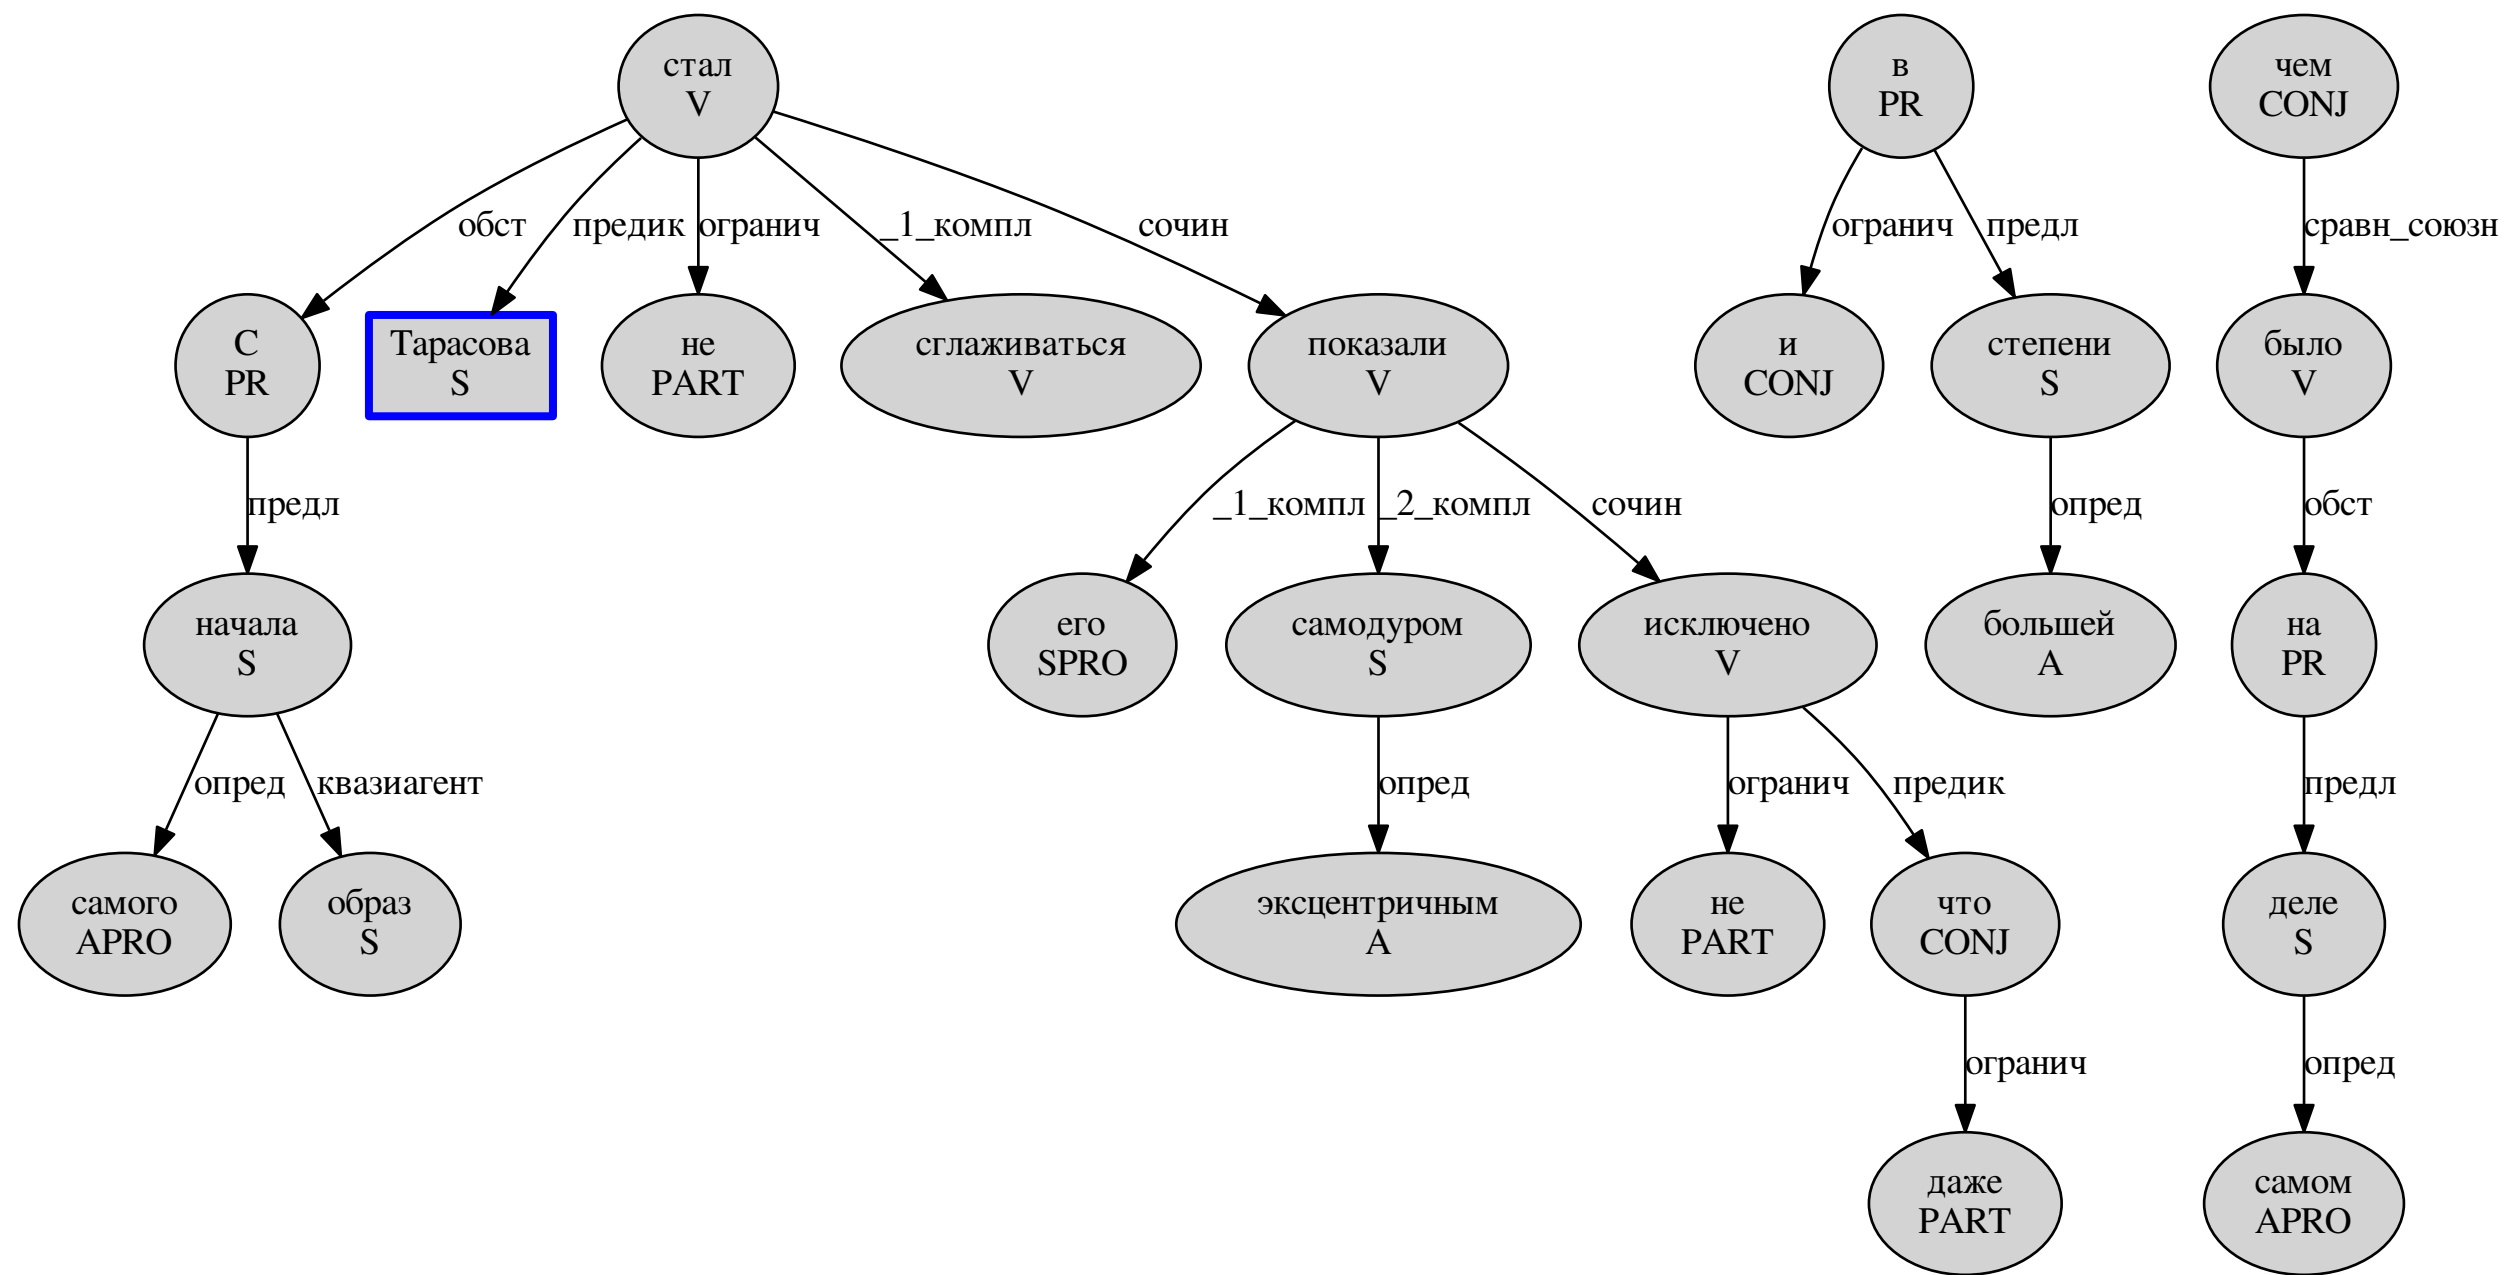 стал
V
в
PR
чем
CONJ
обст
предик
огранич
_1_компл
сочин
огранич
предл
сравн_союзн
С
PR
Тарасова
S
не
PART
сглаживаться
V
показали
V
и
CONJ
степени
S
было
V
предл
_1_компл
_2_компл
сочин
опред
обст
начала
S
его
SPRO
самодуром
S
исключено
V
большей
A
на
PR
опред
квазиагент
опред
огранич
предик
предл
самого
APRO
образ
S
эксцентричным
A
не
PART
что
CONJ
деле
S
огранич
опред
даже
PART
самом
APRO